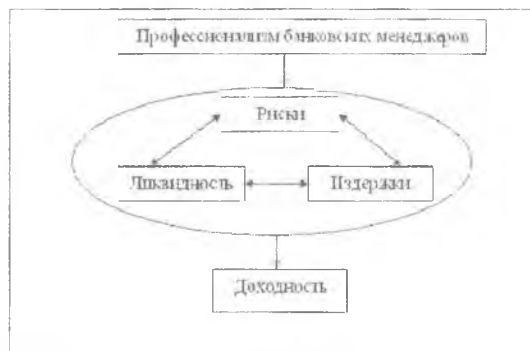 Профессионализм банковских менеджеров
Риски
Ликвидность
Издержки
Доходность